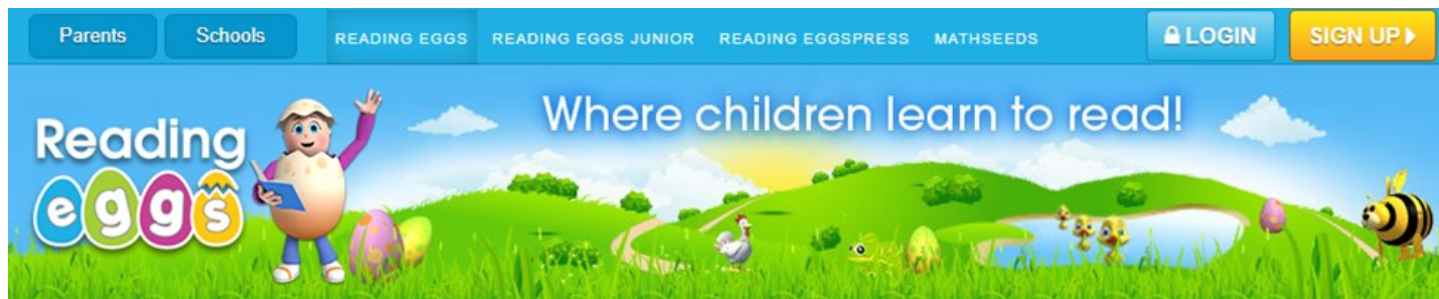 Parents
Schools
READING EGGS
READING EGGS JUNIOR
READING EGGSPRESS
MATHSEEDS
LOGIN
SIGN UP
Where children learn to read!
Reading
eggs